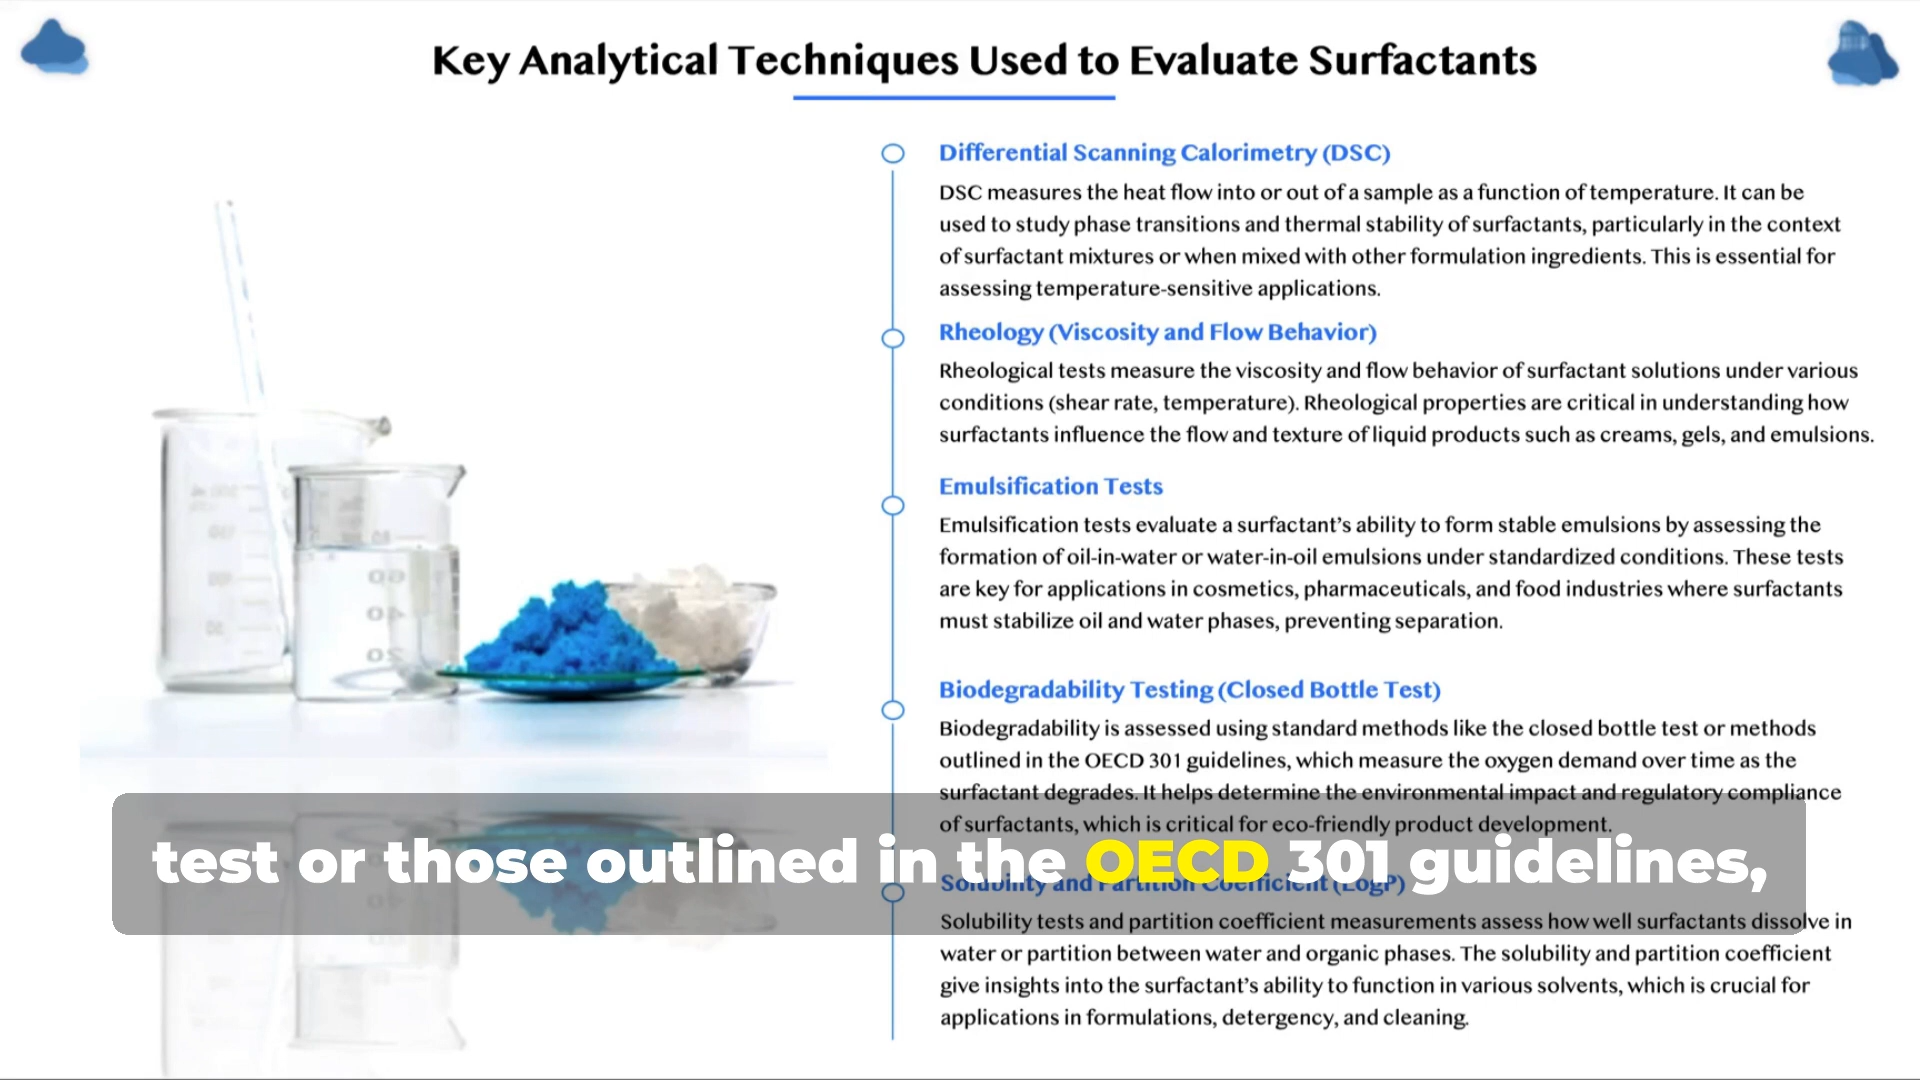 Key Analytical Techniques Used to Evaluate Surfactants
Differential Scanning Calorimetry (DSC)
DSC measures the heat flow into or out of a sample as a function of temperature. It can be
used to study phase transitions and thermal stability of surfactants, particularly in the context
of surfactant mixtures or when mixed with other formulation ingredients. This is essential for
assessing temperature-sensitive applications.
Rheology (Viscosity and Flow Behavior)
Rheological tests measure the viscosity and flow behavior of surfactant solutions under various
conditions (shear rate, temperature). Rheological properties are critical in understanding how
surfactants influence the flow and texture of liquid products such as creams, gels, and emulsions.
Emulsification Tests
Emulsification tests evaluate a surfactant's ability to form stable emulsions by assessing the
formation of oil-in-water or water-in-oil emulsions under standardized conditions. These tests
are key for applications in cosmetics, pharmaceuticals, and food industries where surfactants
must stabilize oil and water phases, preventing separation.
Biodegradability Testing (Closed Bottle Test)
Biodegradability is assessed using standard methods like the closed bottle test or methods
outlined in the OECD 301 guidelines, which measure the oxygen demand over time as the
surfactant degrades. It helps determine the environmental impact and regulatory compliance
of surfactants, which is critical for eco-friendly product development.
test or those outlined in the OECD 301 guidelines,
Solubility and Partition Coefficient (LogP)
Solubility tests and partition coefficient measurements assess how well surfactants dissolve in
water or partition between water and organic phases. The solubility and partition coefficient
give insights into the surfactant's ability to function in various solvents, which is crucial for
applications in formulations, detergency, and cleaning.
60
40
20